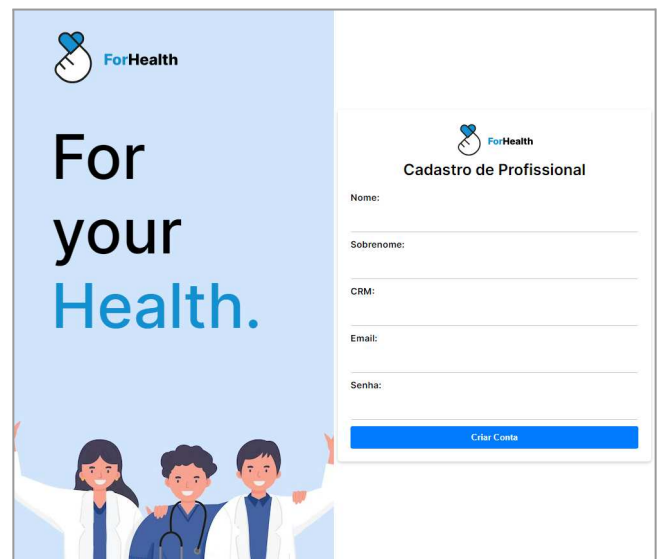 ForHealth
For
your
Health.
ForHealth
Cadastro de Profissional
Nome:
Sobrenome:
CRM:
Email:
Senha:
Criar Conta